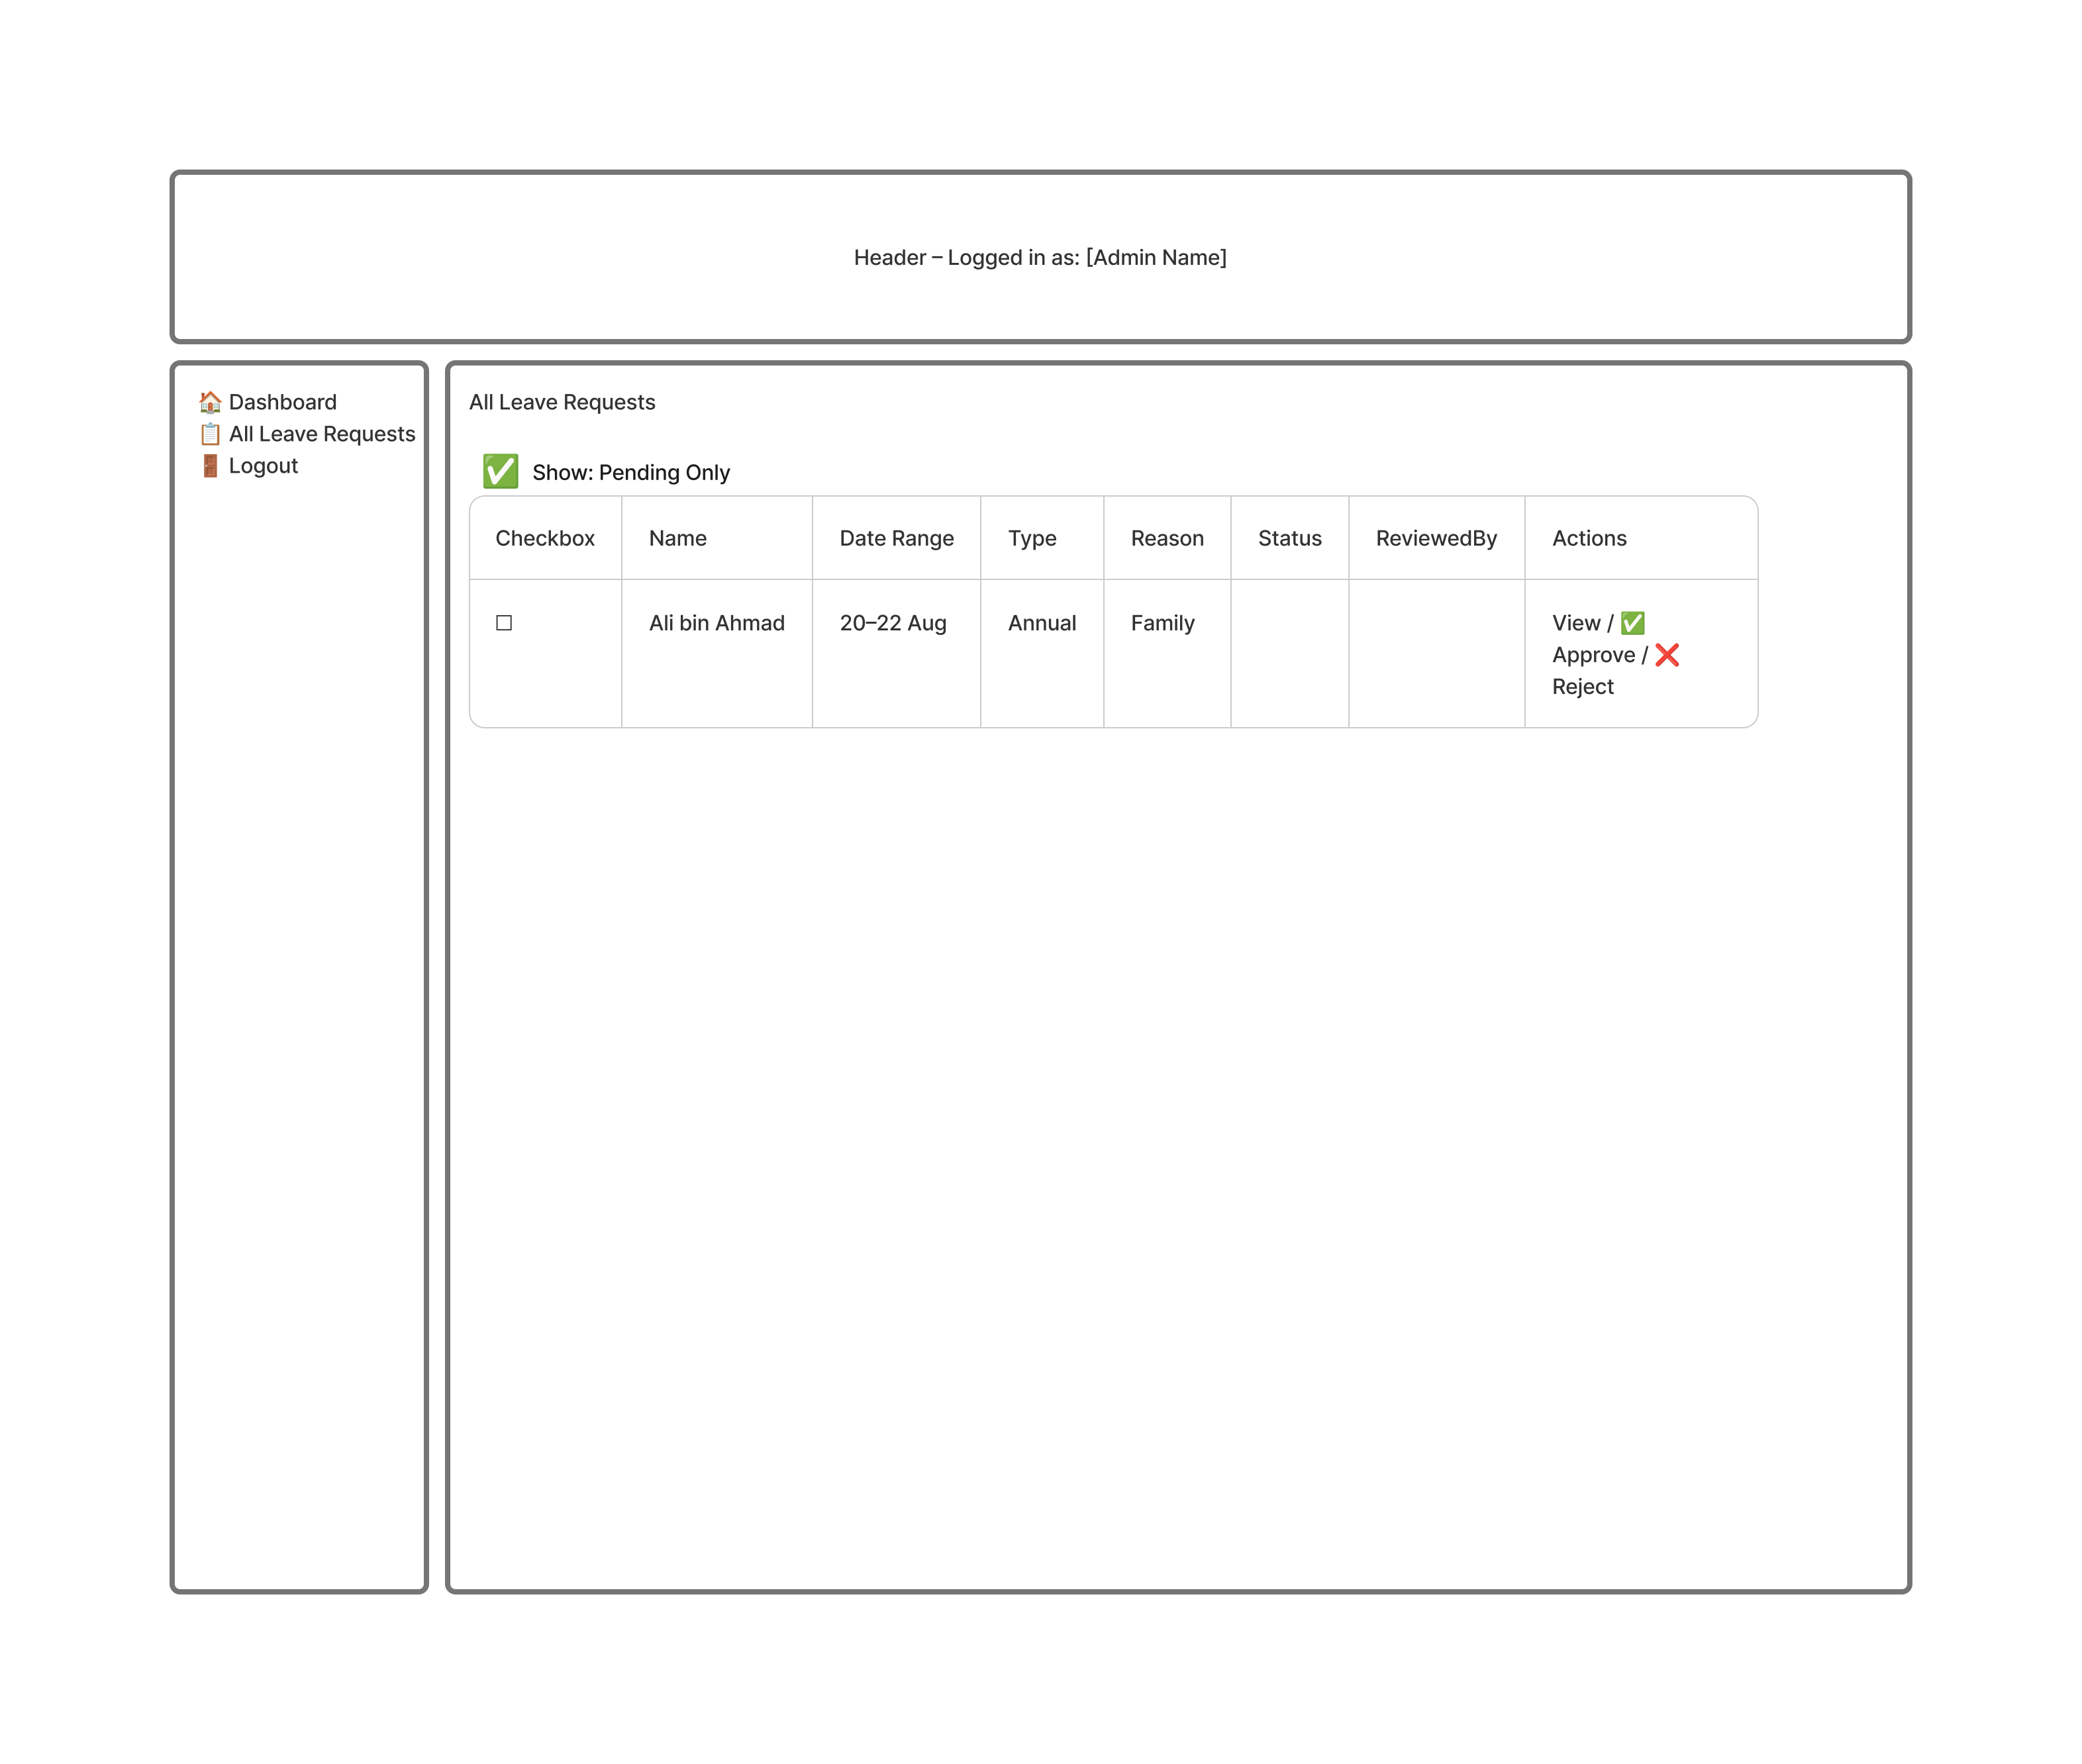 Header – Logged in as: [Admin Name]
🏠 Dashboard
📋 All Leave Requests
🚪 Logout
All Leave Requests
✅ Show: Pending Only
Checkbox Name Date Range Type Reason Status ReviewedBy Actions
☐ Ali bin Ahmad 20–22 Aug Annual Family View / ✅
Approve / ❌
Reject